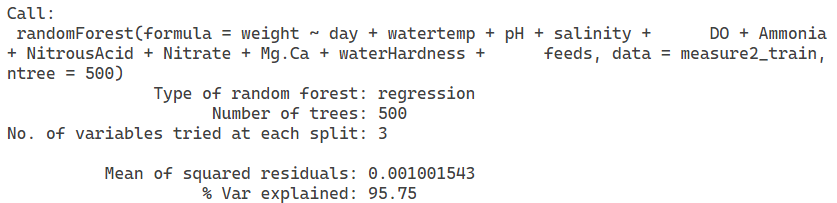 Call:
 randomForest(formula = weight ~ day + watertemp + pH + salinity +      DO + Ammonia
+ NitrousAcid + Nitrate + Mg.Ca + waterHardness +      feeds, data = measure2_train,
ntree = 500)
               Type of random forest: regression
                     Number of trees: 500
No. of variables tried at each split: 3

          Mean of squared residuals: 0.001001543
                    % Var explained: 95.75